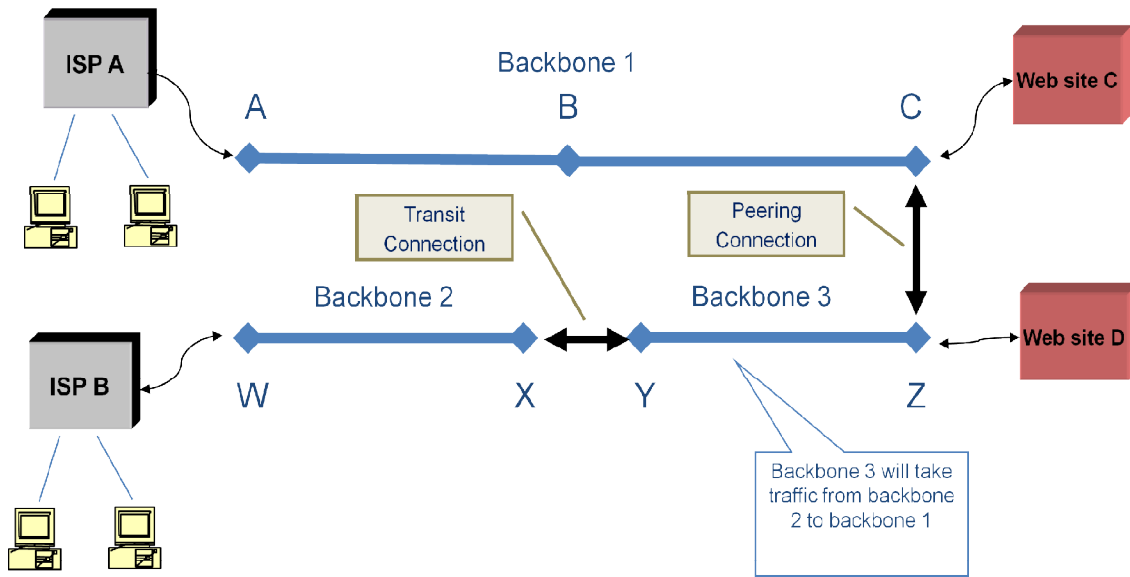 ISP A
Backbone 1
Web site C
A
B
C
Transit
Connection
Peering
Connection
Backbone 2
Backbone 3
ISP B
Web site D
W
X
Y
Z
Backbone 3 will take
traffic from backbone
2 to backbone 1